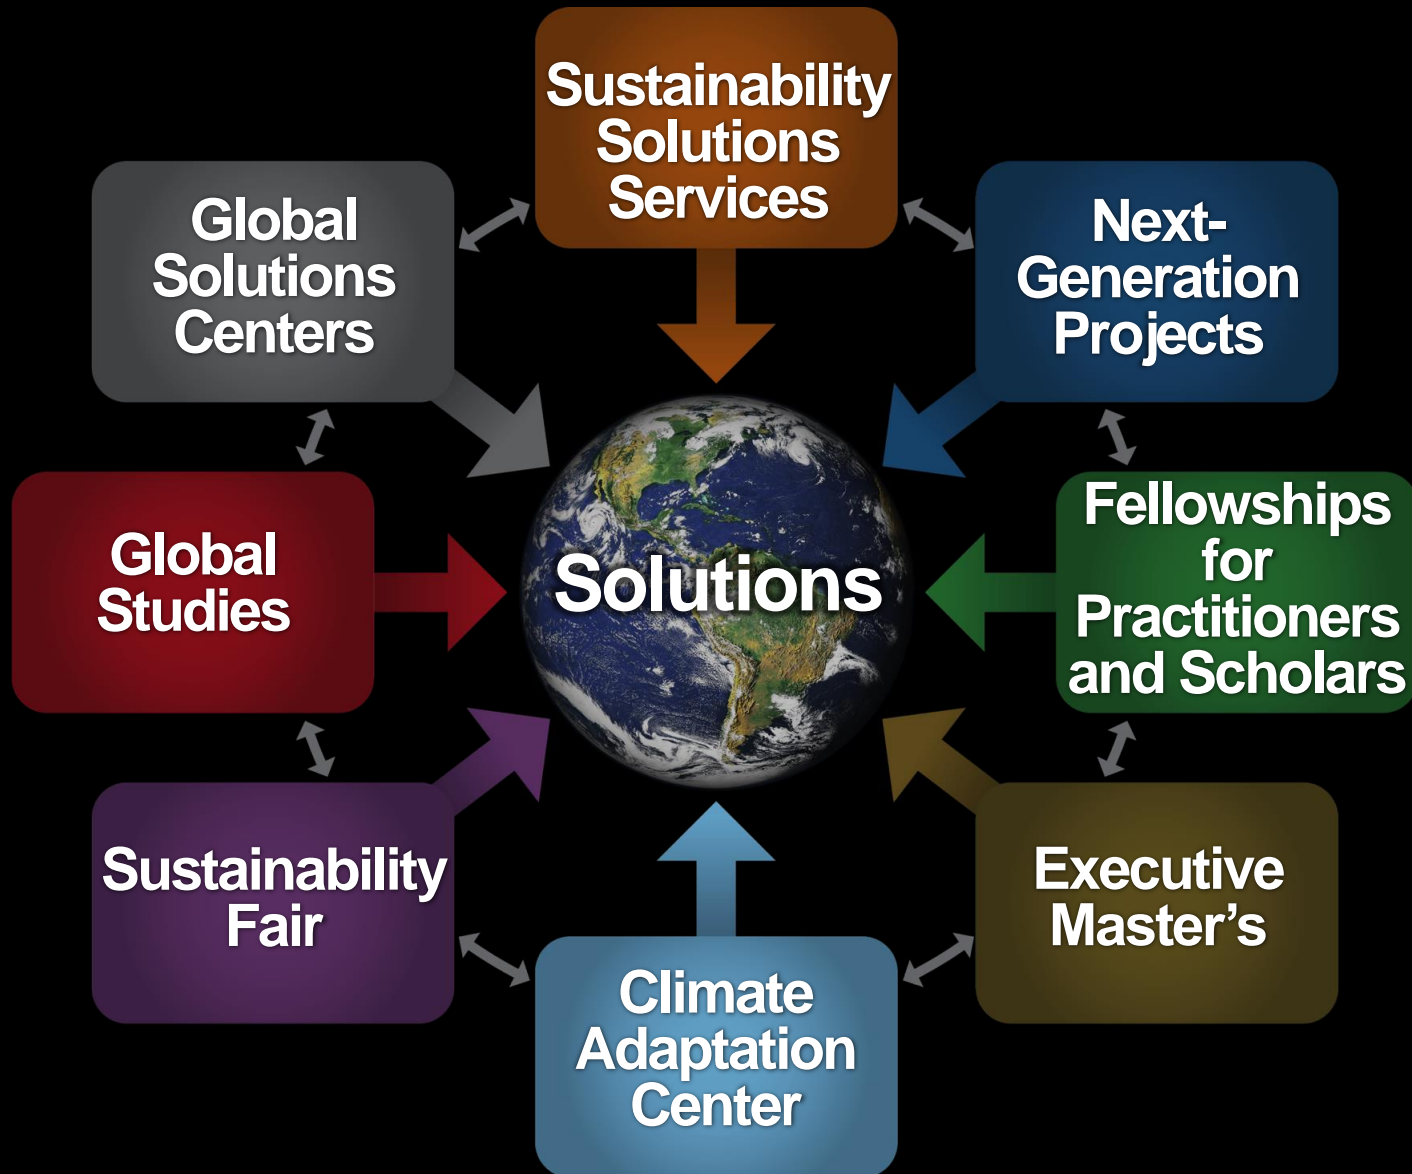 Sustainability
Solutions
Services
Global
Solutions
Centers
Next-
Generation
Projects
Global
Studies
Solutions
Fellowships
for
Practitioners
and Scholars
Sustainability
Fair
Executive
Master’s
Climate
Adaptation
Center